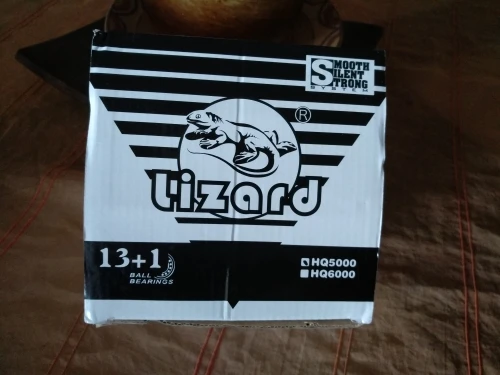 SMOOTH
SILENT
STRONG
SYSTEM
®
Lizard
13+1
BALL
BEARINGS
HQ5000
HQ6000